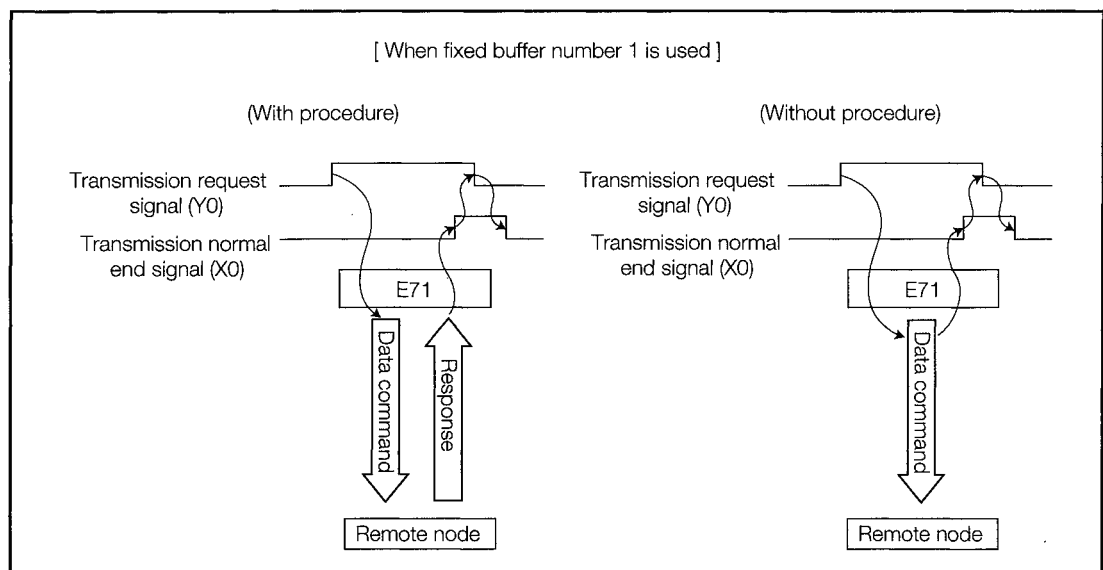 [ When fixed buffer number 1 is used ]
(With procedure)
Transmission request
signal (Y0)
Transmission normal
end signal (X0)
E71
Data command
Response
Remote node
(Without procedure)
Transmission request
signal (Y0)
Transmission normal
end signal (X0)
E71
Data command
Remote node